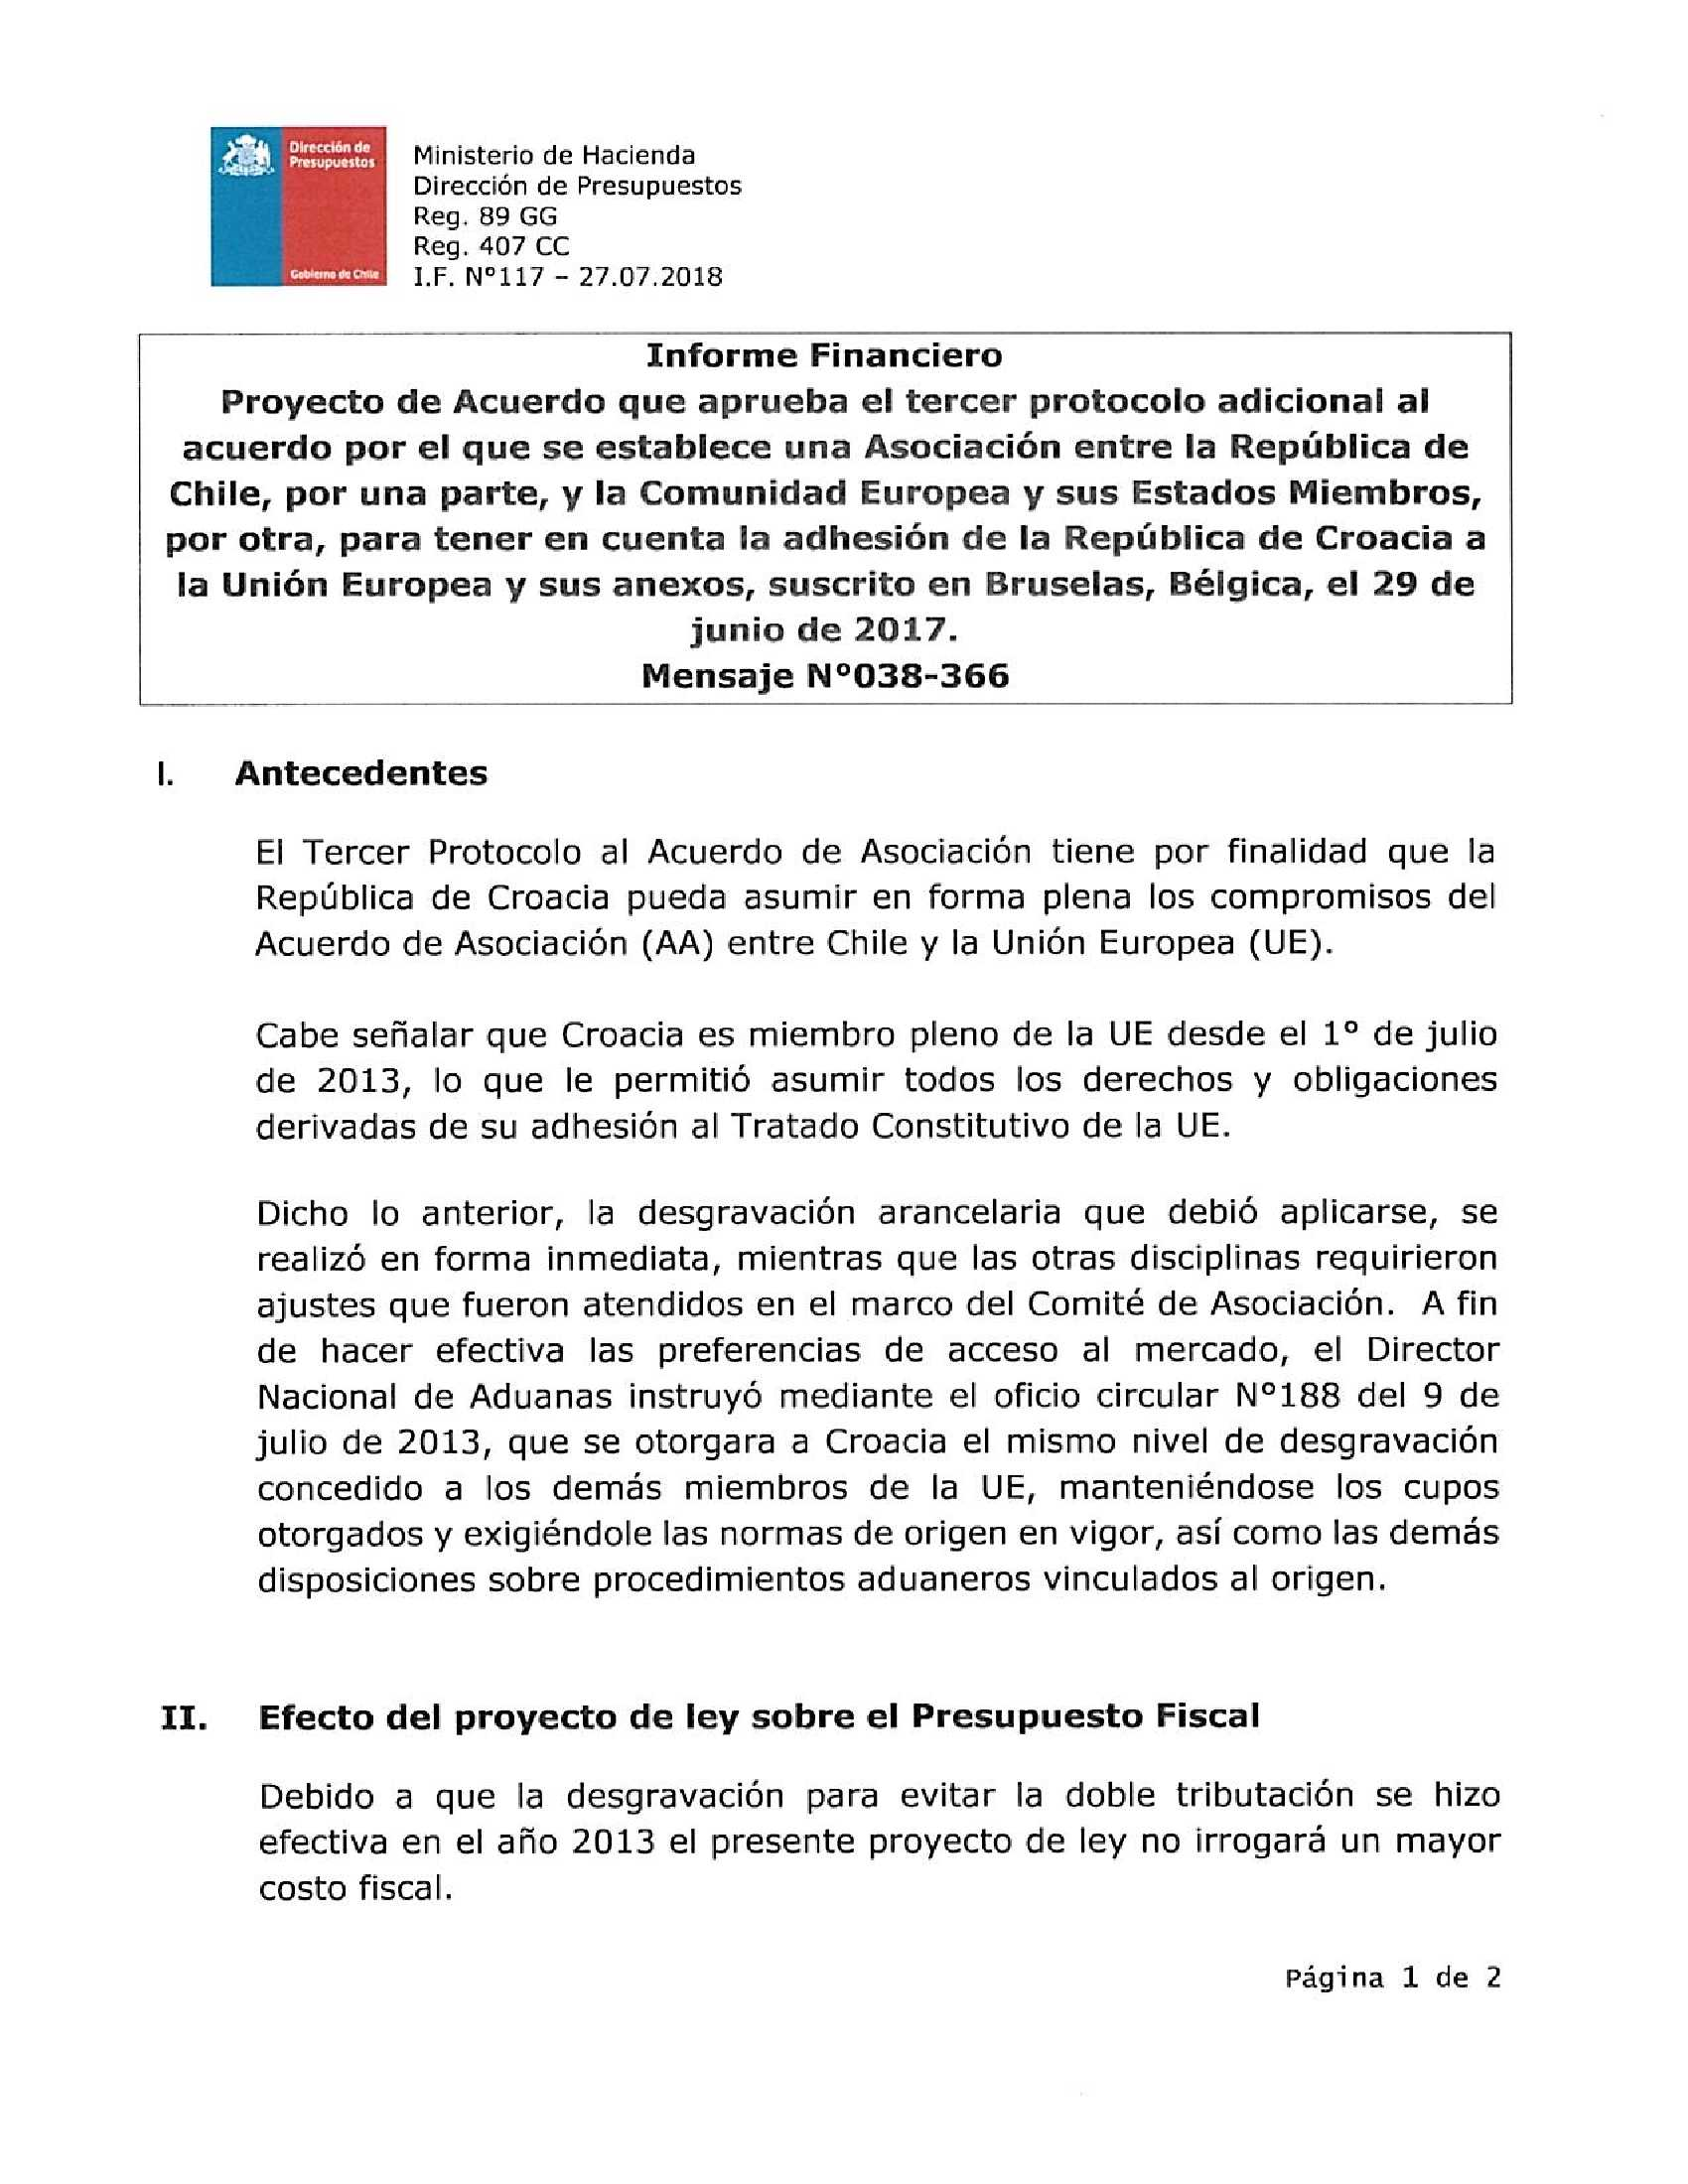 Dirección de
Presupuestos
Gobierno de Chile
Ministerio de Hacienda
Dirección de Presupuestos
Reg. 89 GG
Reg. 407 CC
I.F. N°117 – 27.07.2018
Informe Financiero
Proyecto de Acuerdo que aprueba el tercer protocolo adicional al
acuerdo por el que se establece una Asociación entre la República de
Chile, por una parte, y la Comunidad Europea y sus Estados Miembros,
por otra, para tener en cuenta la adhesión de la República de Croacia a
la Unión Europea y sus anexos, suscrito en Bruselas, Bélgica, el 29 de
junio de 2017.
Mensaje N°038-366
I. Antecedentes
El Tercer Protocolo al Acuerdo de Asociación tiene por finalidad que la
República de Croacia pueda asumir en forma plena los compromisos del
Acuerdo de Asociación (AA) entre Chile y la Unión Europea (UE).
Cabe señalar que Croacia es miembro pleno de la UE desde el 1° de julio
de 2013, lo que le permitió asumir todos los derechos y obligaciones
derivadas de su adhesión al Tratado Constitutivo de la UE.
Dicho lo anterior, la desgravación arancelaria que debió aplicarse, se
realizó en forma inmediata, mientras que las otras disciplinas requirieron
ajustes que fueron atendidos en el marco del Comité de Asociación. A fin
de hacer efectiva las preferencias de acceso al mercado, el Director
Nacional de Aduanas instruyó mediante el oficio circular N°188 del 9 de
julio de 2013, que se otorgara a Croacia el mismo nivel de desgravación
concedido a los demás miembros de la UE, manteniéndose los cupos
otorgados y exigiéndole las normas de origen en vigor, así como las demás
disposiciones sobre procedimientos aduaneros vinculados al origen.
II. Efecto del proyecto de ley sobre el Presupuesto Fiscal
Debido a que la desgravación para evitar la doble tributación se hizo
efectiva en el año 2013 el presente proyecto de ley no irrogará un mayor
costo fiscal.
Página 1 de 2